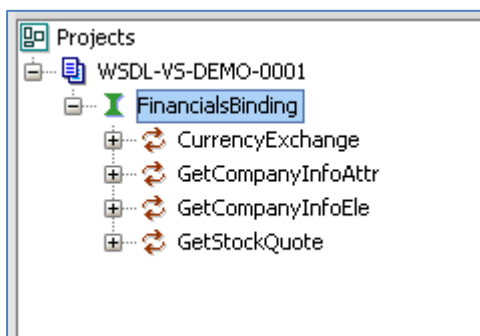 Projects
WSDL-VS-DEMO-0001
FinancialsBinding
CurrencyExchange
GetCompanyInfoAttr
GetCompanyInfoEle
GetStockQuote